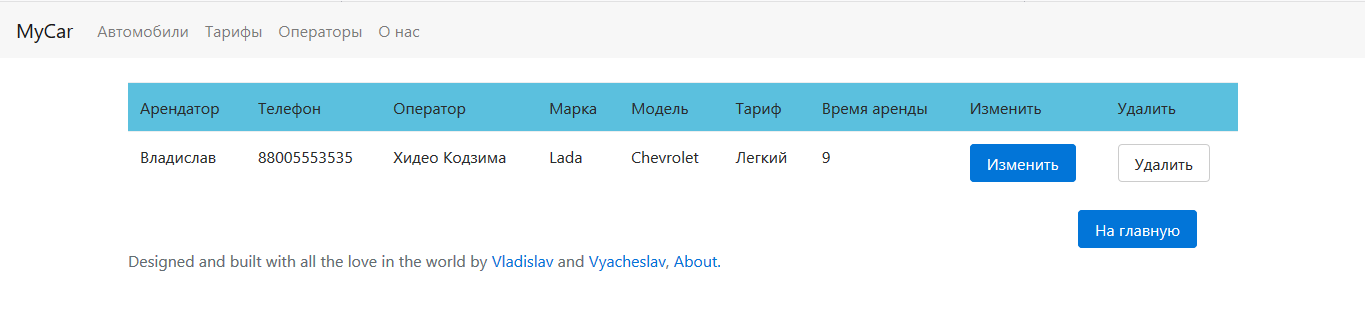 MyCar Автомобили Тарифы Операторы О нас
Арендатор Телефон Оператор Марка Модель Тариф Время аренды Изменить Удалить
Владислав 88005553535 Хидео Кодзима Lada Chevrolet Легкий 9 Изменить Удалить
На главную
Designed and built with all the love in the world by Vladislav and Vyacheslav, About.